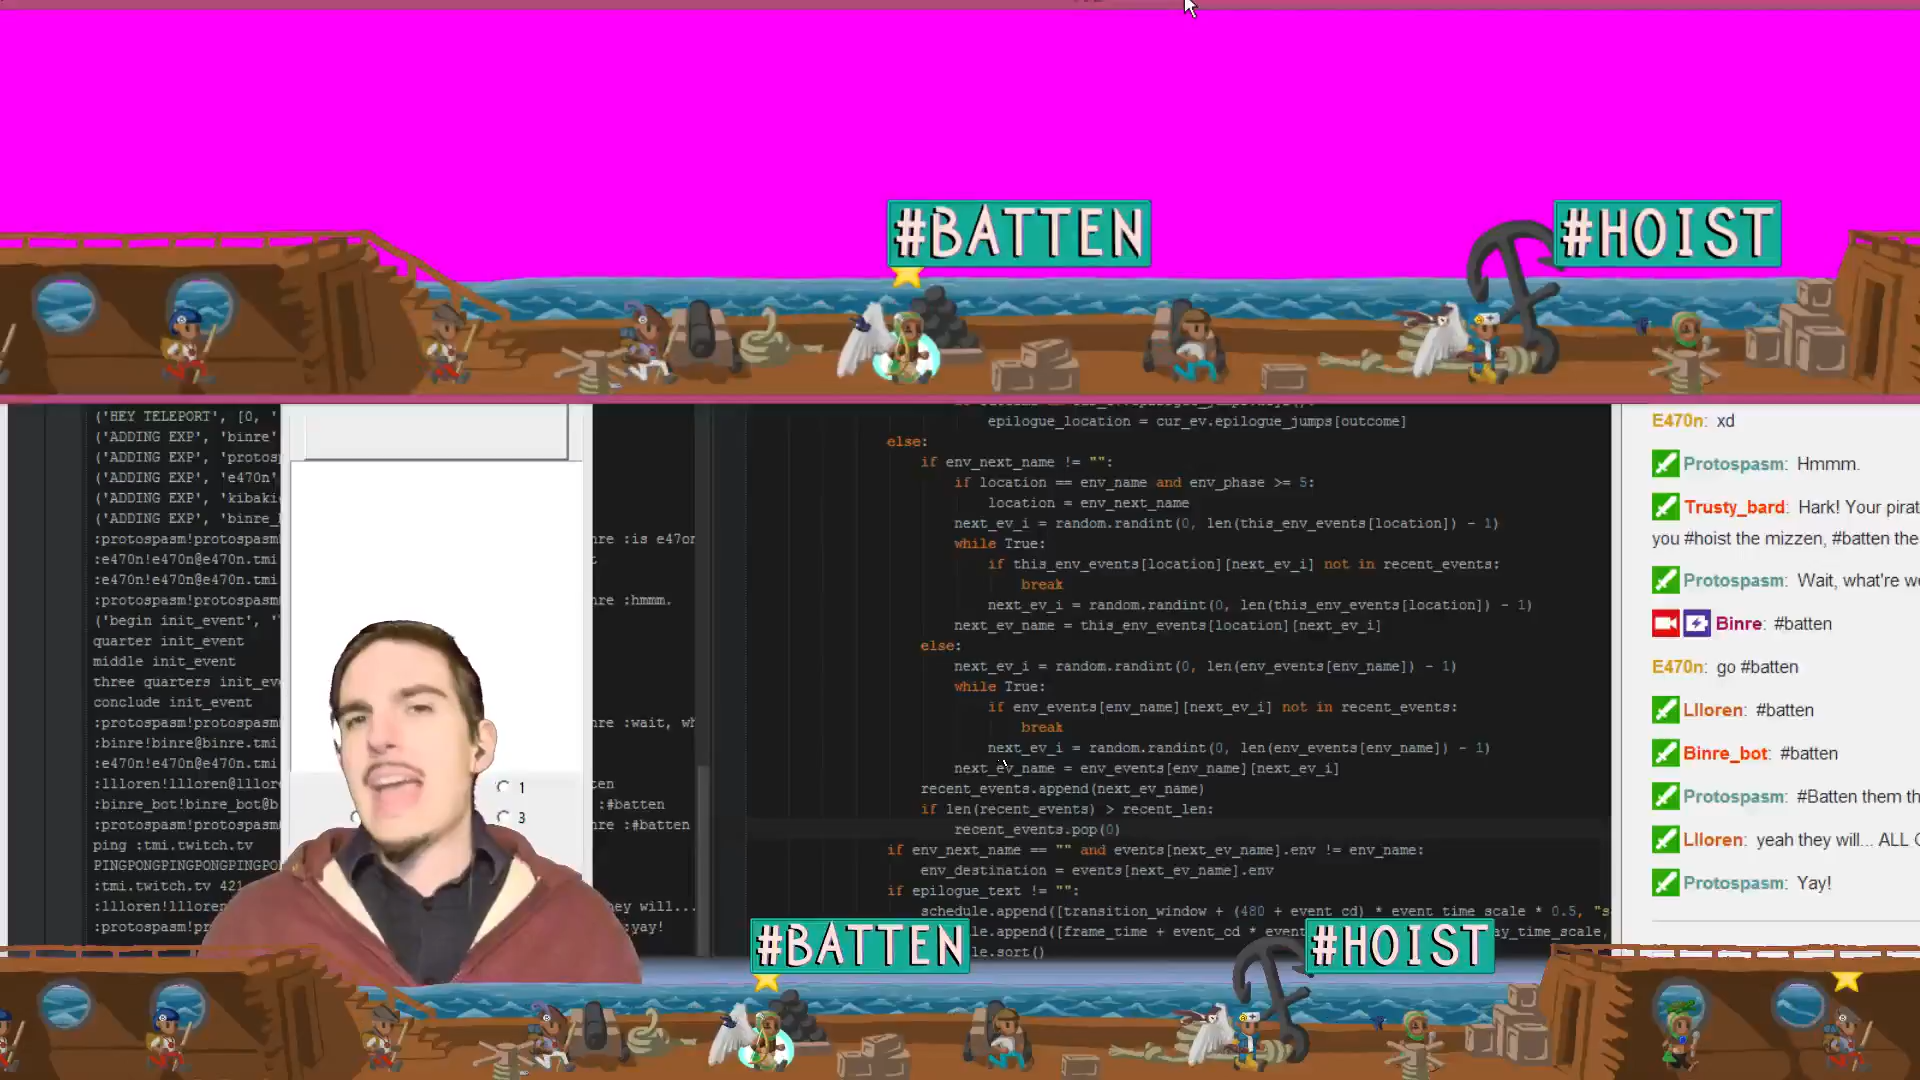 #BATTEN
#HOIST
('HEY TELEPORT', [0, '
('ADDING EXP', 'binre'
('ADDING EXP', 'protos
('ADDING EXP', 'e470n'
('ADDING EXP', 'kibaki
('ADDING EXP', 'binre_
:protospasm!protospasm
:e470n!e470n@e470n.tmi
:e470n!e470n@e470n.tmi
:protospasm!protospasm
('begin init_event', '
quarter init_event
middle init_event
three quarters init_ev
conclude init_event
:protospasm!protospasm
:binre!binre@binre.tmi
:e470n!e470n@e470n.tmi
:llloren!llloren@lllore
:binre_bot!binre_bot@b
:protospasm!protospasm
ping :tmi.twitch.tv
PINGPONGPINGPONGPINGPO
:tmi.twitch.tv 421
:llloren!llloren
:protospasm!pr
nre :is e470n
nre :hmmm.
nre :wait, wh
ten
:#batten
nre :#batten
hey will...
:yay!
1
3
epilogue_location = cur_ev.epilogue_jumps[outcome]
else:
if env_next_name != "":
if location == env_name and env_phase >= 5:
location = env_next_name
next_ev_i = random.randint(0, len(this_env_events[location]) - 1)
while True:
if this_env_events[location][next_ev_i] not in recent_events:
break
next_ev_i = random.randint(0, len(this_env_events[location]) - 1)
next_ev_name = this_env_events[location][next_ev_i]
else:
next_ev_i = random.randint(0, len(env_events[env_name]) - 1)
while True:
if env_events[env_name][next_ev_i] not in recent_events:
break
next_ev_i = random.randint(0, len(env_events[env_name]) - 1)
next_ev_name = env_events[env_name][next_ev_i]
recent_events.append(next_ev_name)
if len(recent_events) > recent_len:
recent_events.pop(0)
if env_next_name == "" and events[next_ev_name].env != env_name:
env_destination = events[next_ev_name].env
if epilogue_text != "":
schedule.append([transition_window + (480 + event_cd) * event_time_scale * 0.5, "s
le.append([frame_time + event_cd * even
ay_time_scale,
le.sort()
E470n: xd
Protospasm: Hmmm.
Trusty_bard: Hark! Your pirat
you #hoist the mizzen, #batten the
Protospasm: Wait, what're we
Binre: #batten
E470n: go #batten
Llloren: #batten
Binre_bot: #batten
Protospasm: #Batten them th
Llloren: yeah they will... ALL
Protospasm: Yay!
#BATTEN
#HOIST